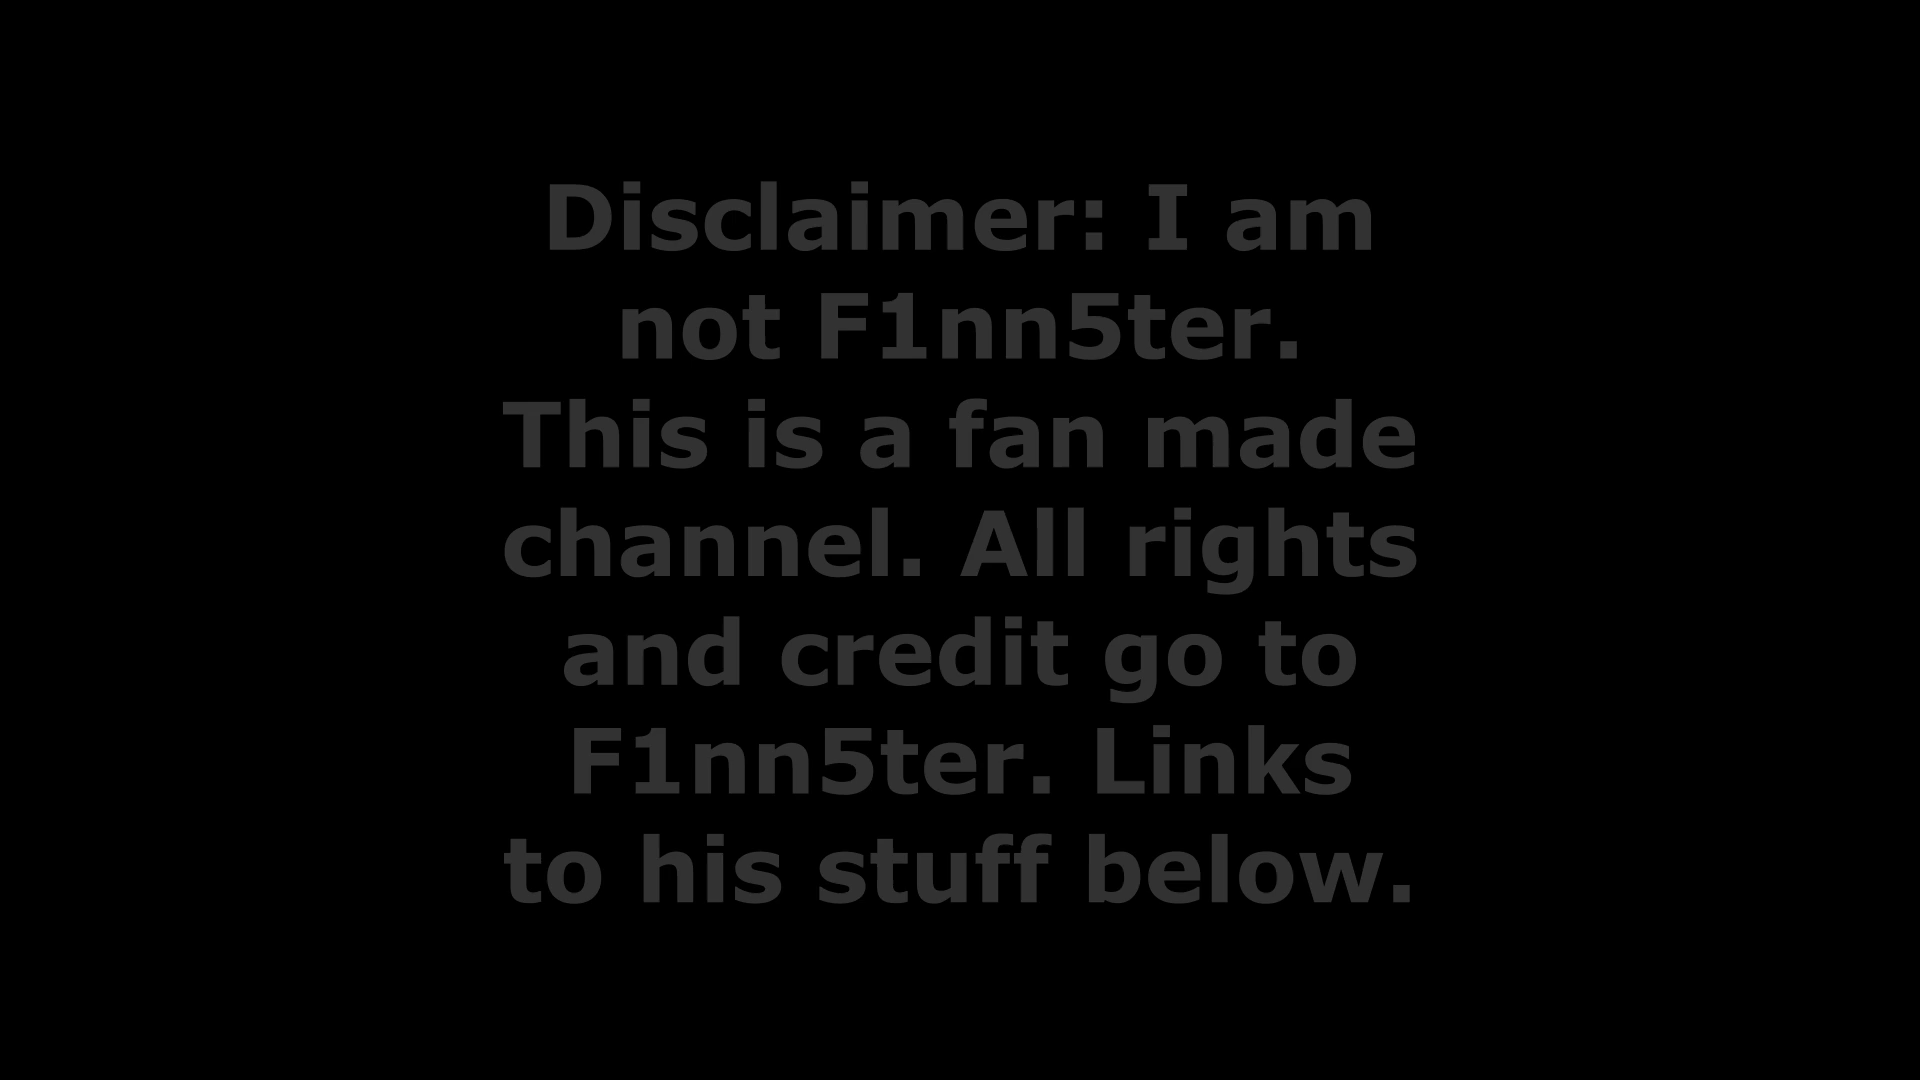 Disclaimer: I am
not F1nn5ter.
This is a fan made
channel. All rights
and credit go to
F1nn5ter. Links
to his stuff below.